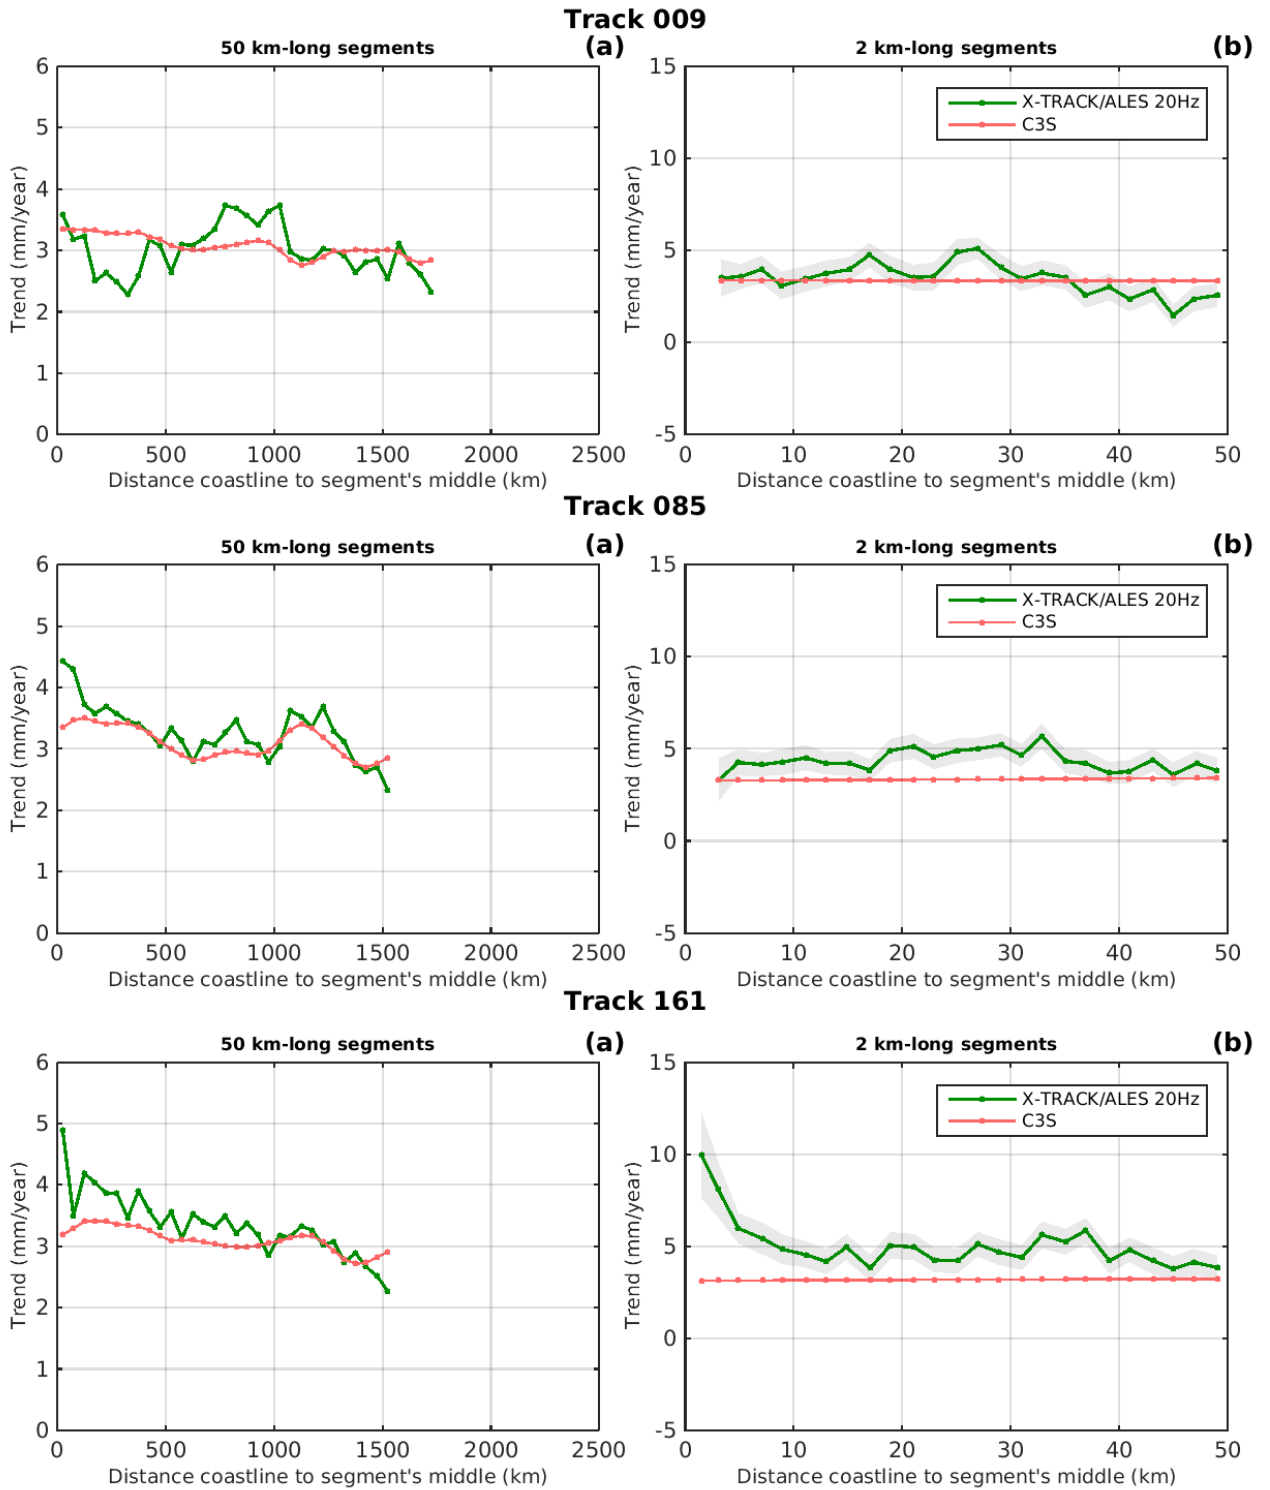 Track 009
50 km-long segments
(a)
2 km-long segments
(b)
6
5
4
3
2
1
0
Trend (mm/year)
0 500 1000 1500 2000 2500
Distance coastline to segment's middle (km)
15
10
5
0
-5
Trend (mm/year)
X-TRACK/ALES 20Hz
C3S
0 10 20 30 40 50
Distance coastline to segment's middle (km)
Track 085
50 km-long segments
(a)
2 km-long segments
(b)
6
5
4
3
2
1
0
Trend (mm/year)
0 500 1000 1500 2000 2500
Distance coastline to segment's middle (km)
15
10
5
0
-5
Trend (mm/year)
X-TRACK/ALES 20Hz
C3S
0 10 20 30 40 50
Distance coastline to segment's middle (km)
Track 161
50 km-long segments
(a)
2 km-long segments
(b)
6
5
4
3
2
1
0
Trend (mm/year)
0 500 1000 1500 2000 2500
Distance coastline to segment's middle (km)
15
10
5
0
-5
Trend (mm/year)
X-TRACK/ALES 20Hz
C3S
0 10 20 30 40 50
Distance coastline to segment's middle (km)